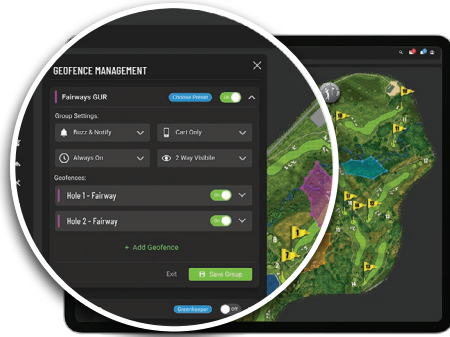 GEOFENCE MANAGEMENT
Fairways GUR
Choose Preset
On
Group Settings:
Buzz & Notify
Cart Only
Always On
2 Way Visibile
Geofences:
Hole 1 - Fairway
On
Hole 2 - Fairway
On
+ Add Geofence
Exit
Save Group
Greenkeeper
Off